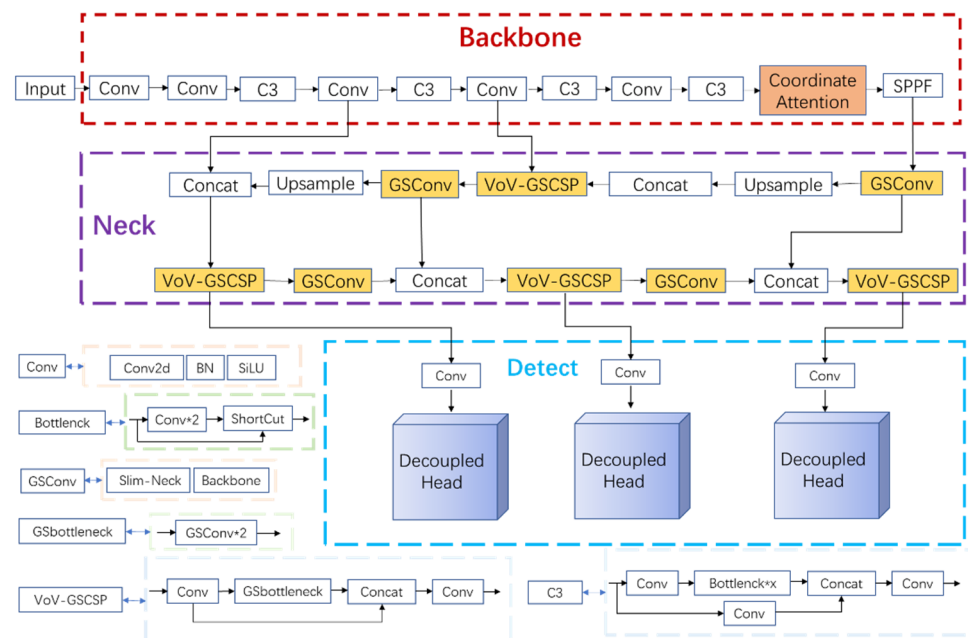 Backbone
Input Conv Conv C3 Conv C3 Conv C3 Conv C3 Coordinate Attention SPPF
Neck
Concat Upsample GSConv VoV-GSCSP Concat Upsample GSConv
VoV-GSCSP GSConv Concat VoV-GSCSP GSConv Concat VoV-GSCSP
Detect
Conv Conv Conv
Decoupled Head Decoupled Head Decoupled Head
Conv Conv2d BN SiLU
Bottlenck Conv*2 ShortCut
GSConv Slim-Neck Backbone
GSbottleneck GSConv*2
VoV-GSCSP Conv GSbottleneck Concat Conv
C3 Conv Bottlenck*x Concat Conv
Conv